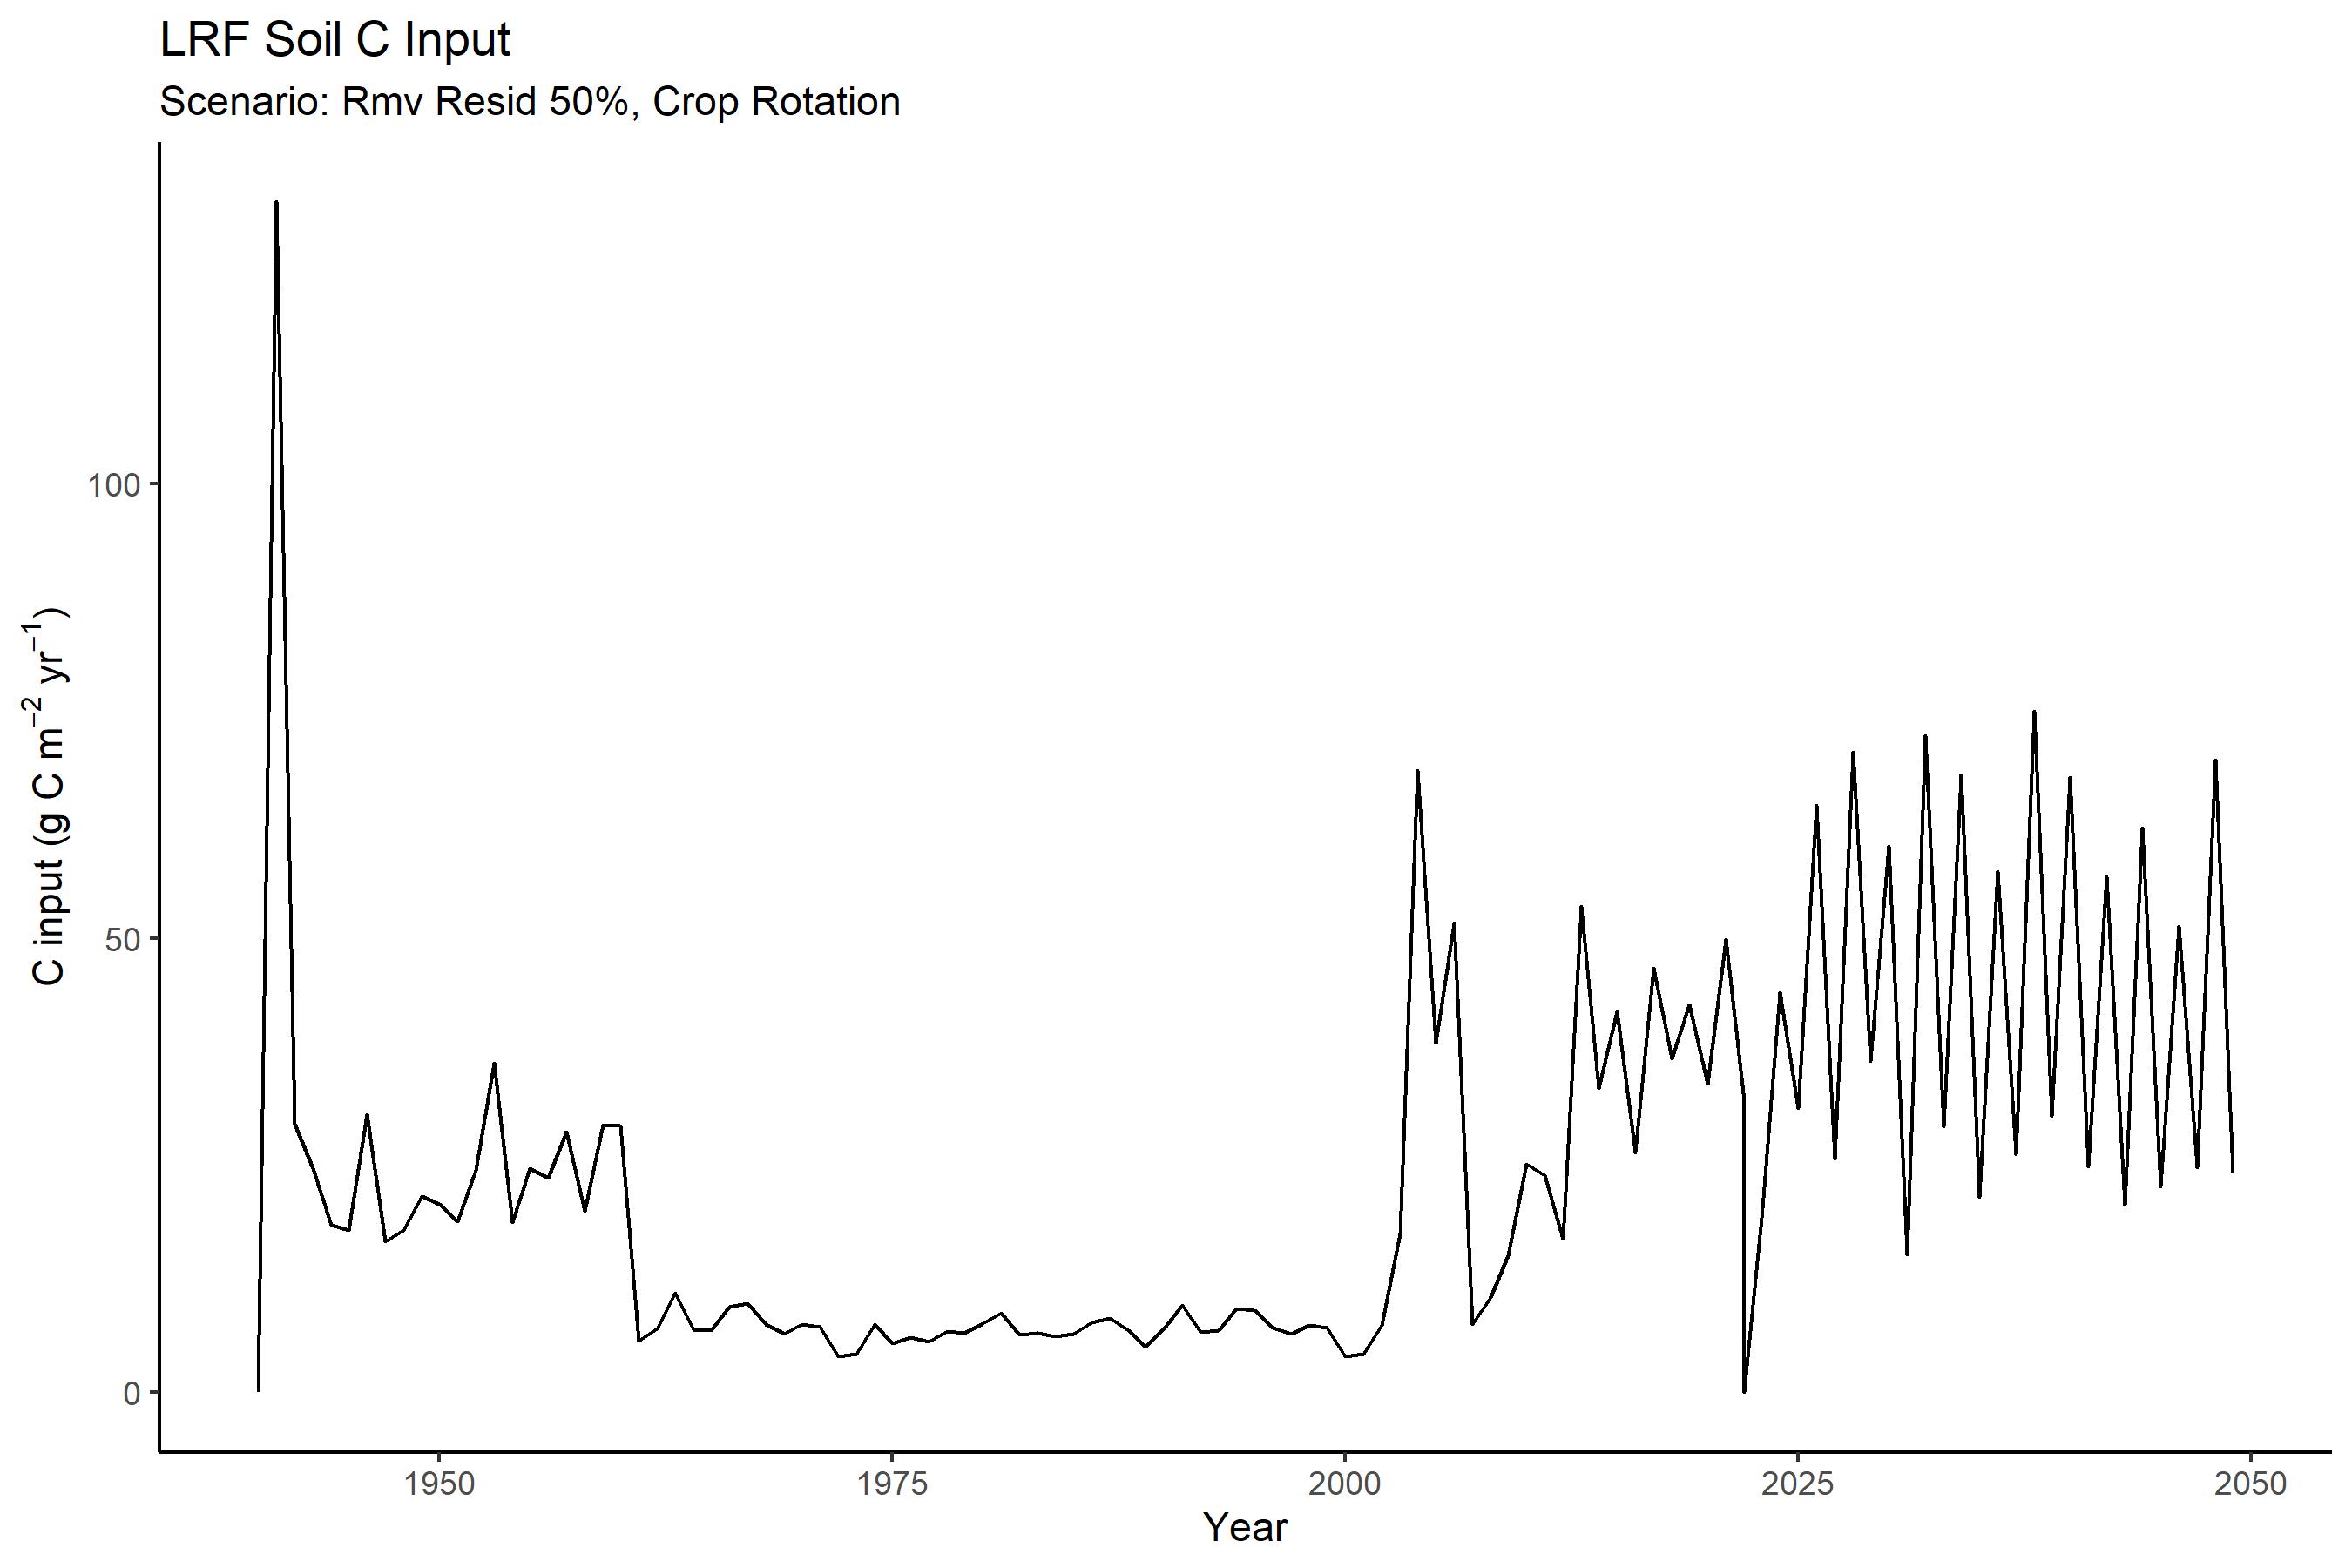 LRF Soil C Input
Scenario: Rmv Resid 50%, Crop Rotation
C input (g C m⁻² yr⁻¹)
100
50
0
1950 1975 2000 2025 2050
Year